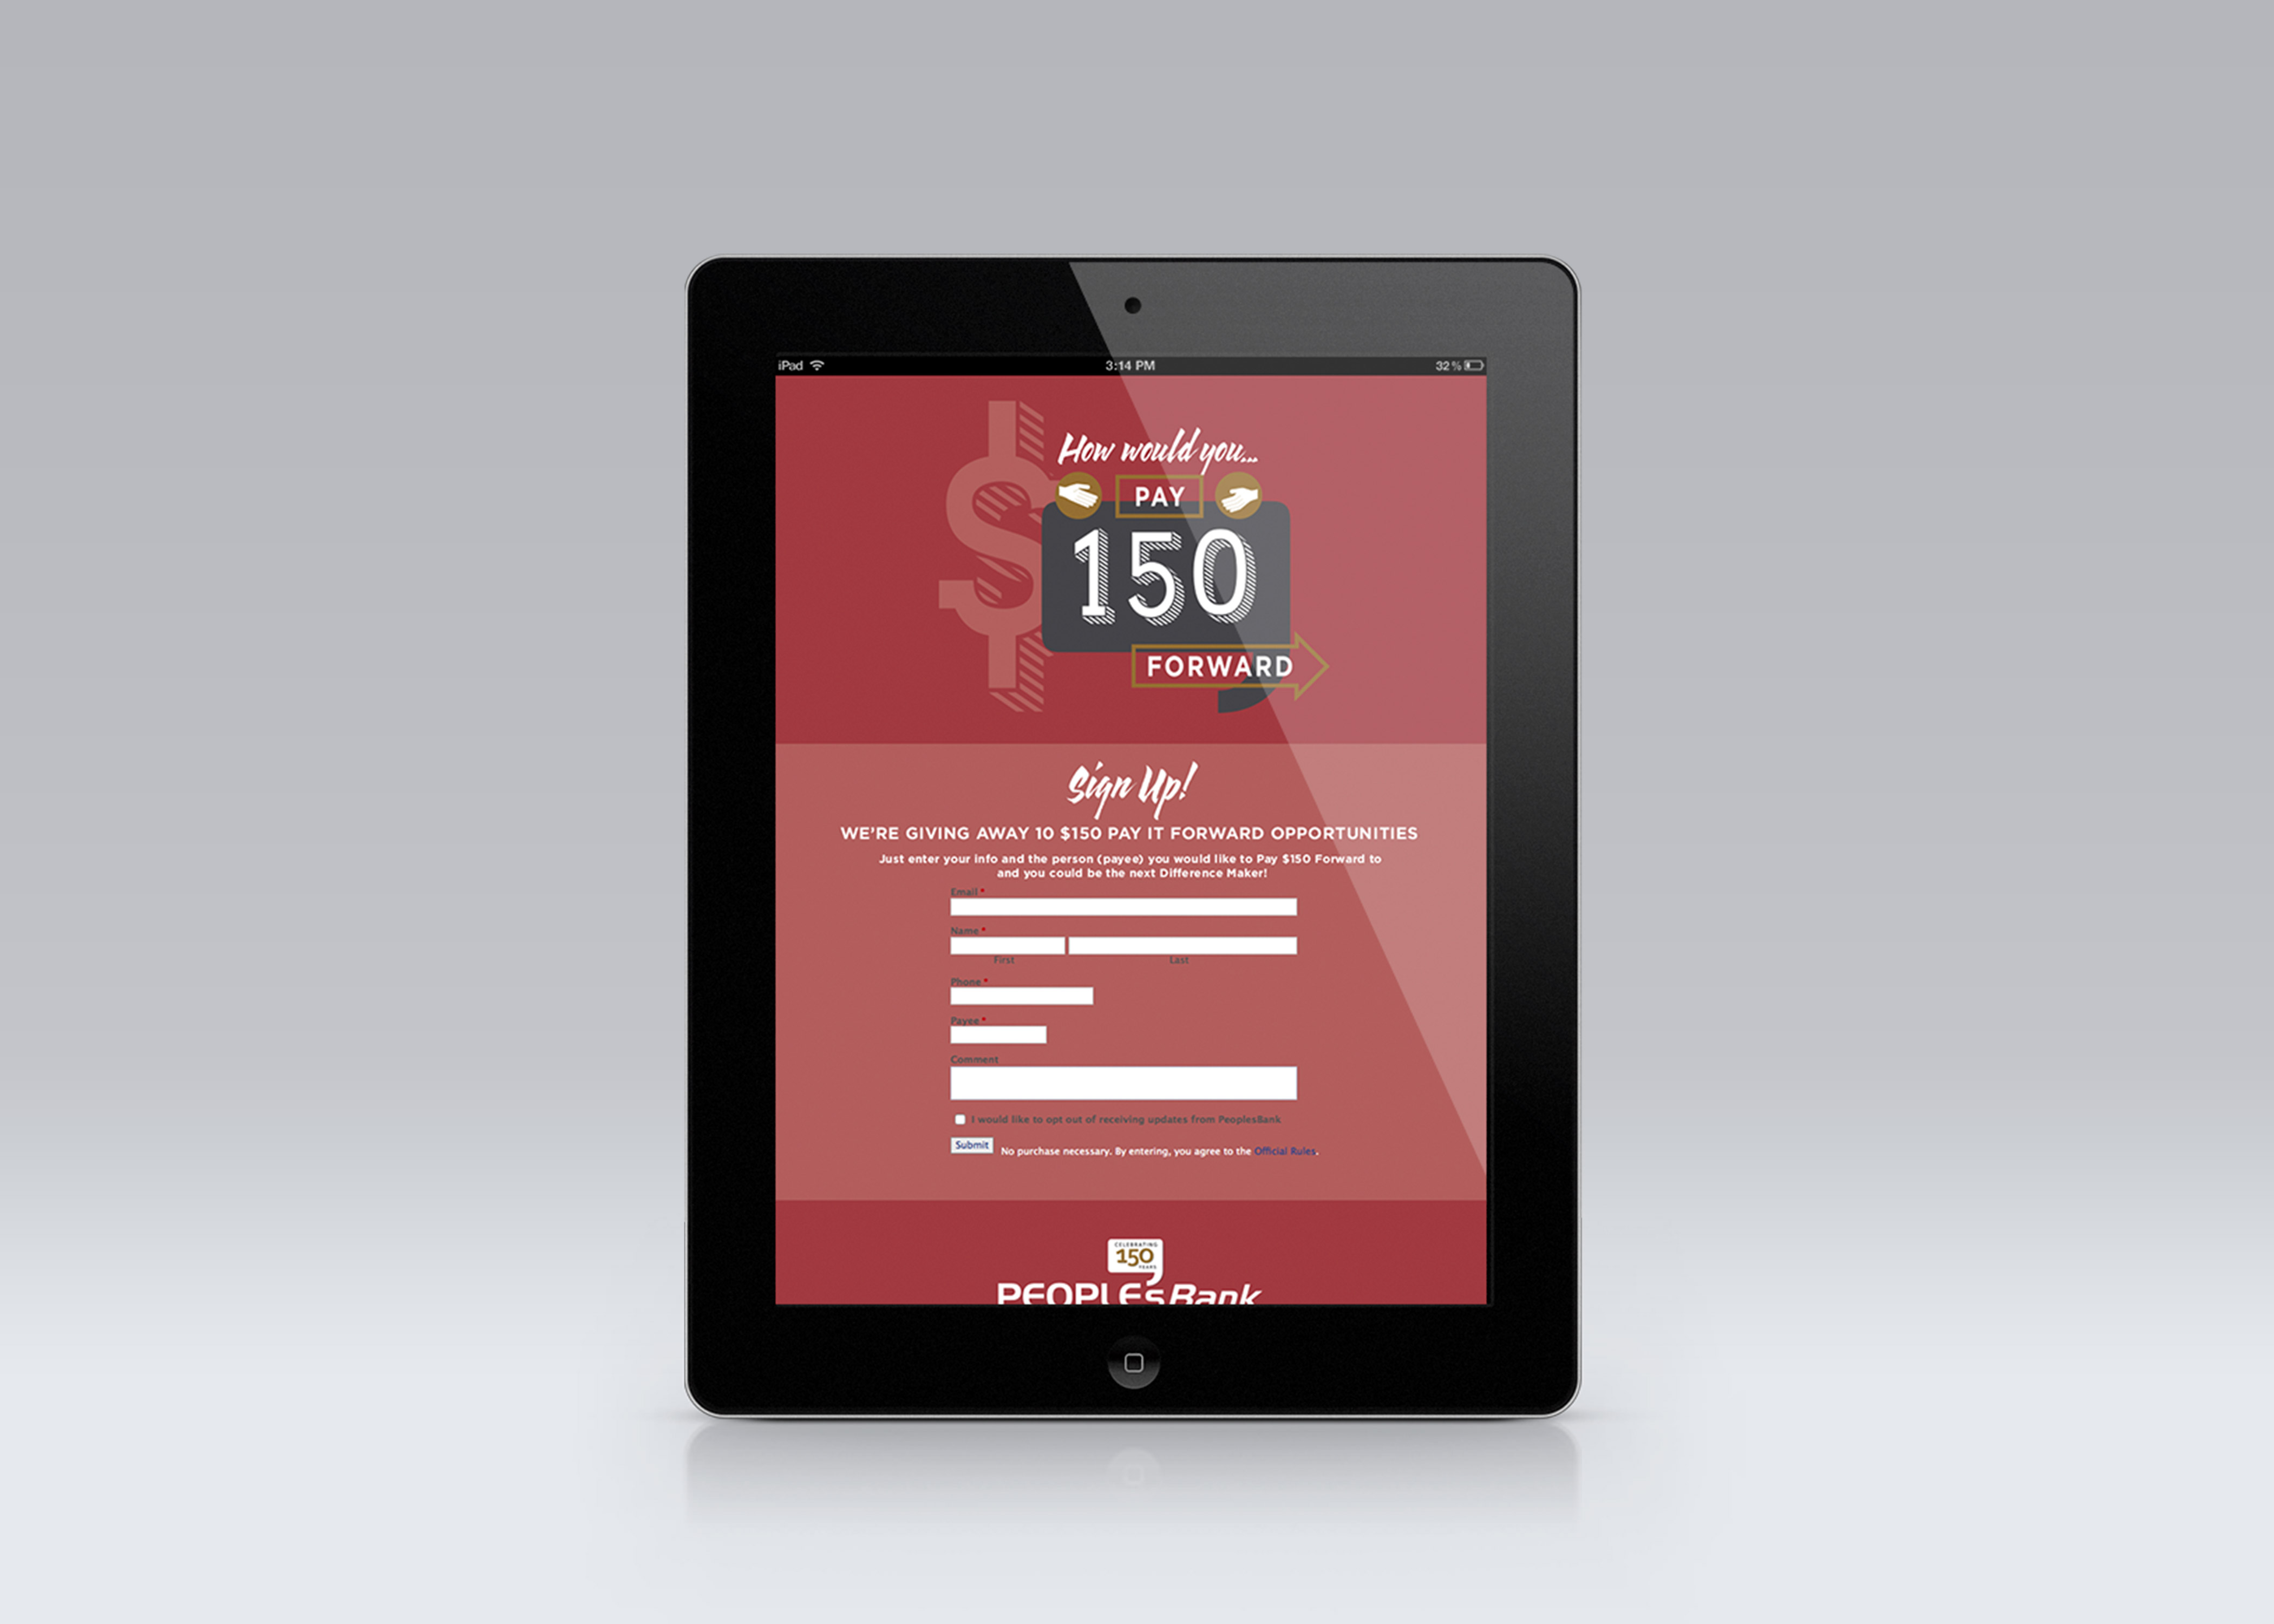 iPad 3:14 PM 32%
How would you...
PAY
150
FORWARD
Sign Up!
WE'RE GIVING AWAY 10 $150 PAY IT FORWARD OPPORTUNITIES
Just enter your info and the person (payee) you would like to Pay $150 Forward to
and you could be the next Difference Maker!
Email *
Name *
First Last
Phone *
Payee *
Comment
I would like to opt out of receiving updates from PeoplesBank
Submit No purchase necessary. By entering, you agree to the Official Rules.
CELEBRATING
150
YEARS
PEOPLE'S Bank